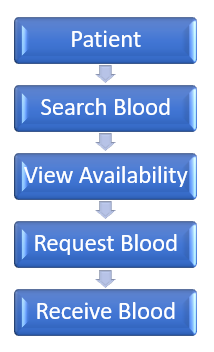 Patient
Search Blood
View Availability
Request Blood
Receive Blood